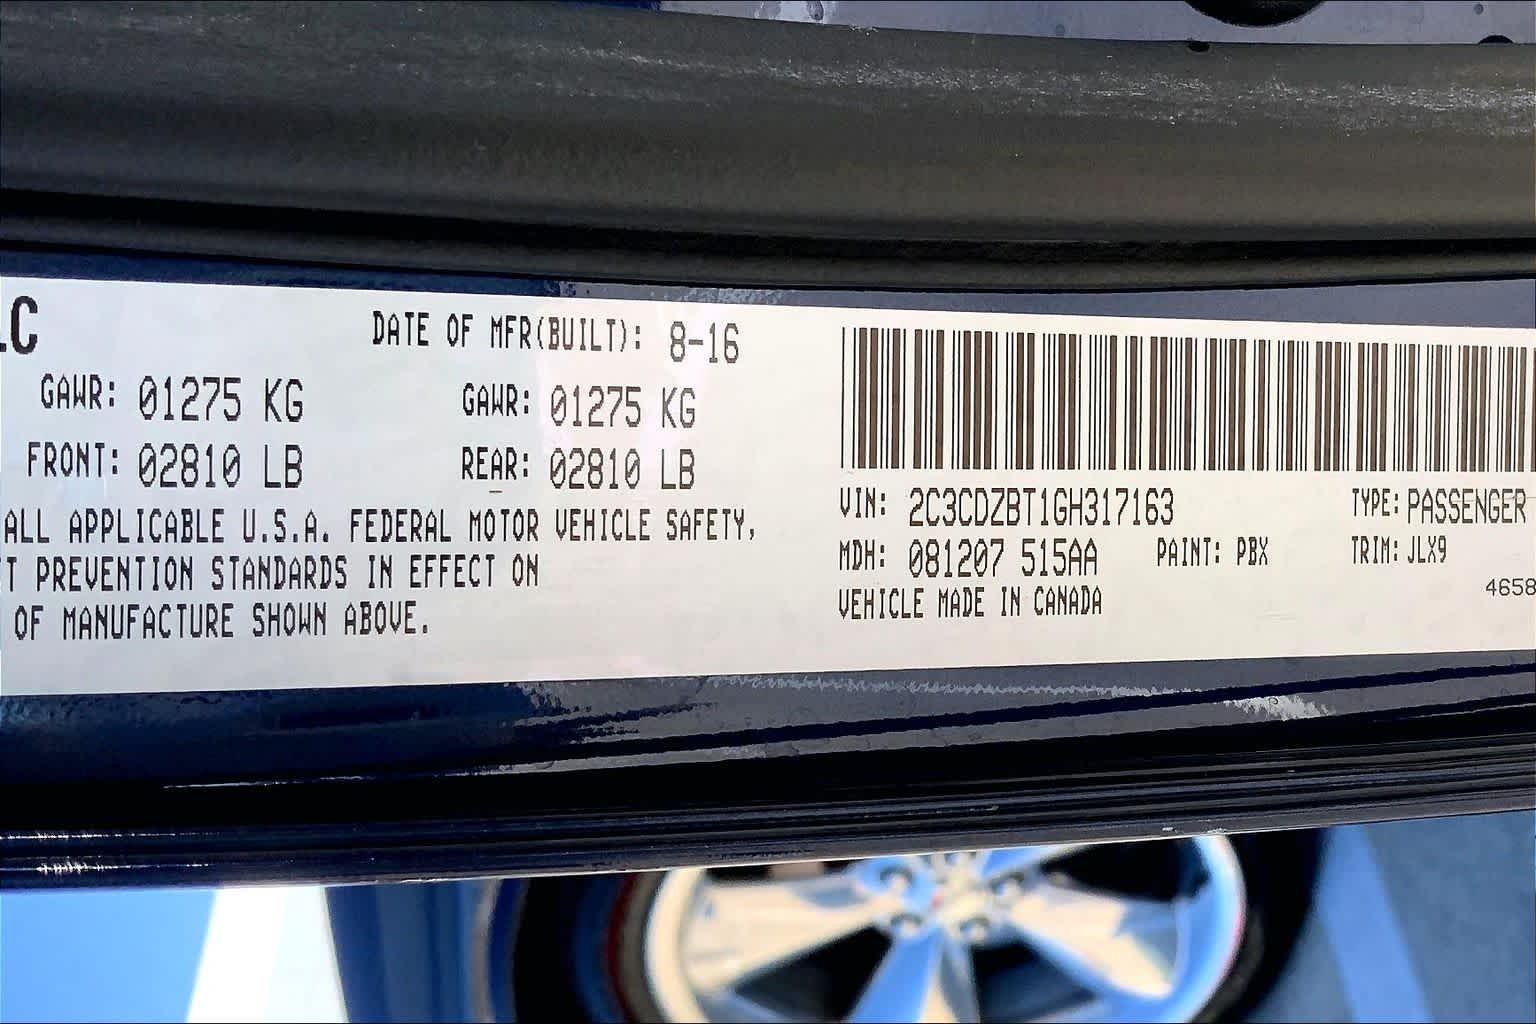 LC
DATE OF MFR(BUILT): 8-16
GAWR: 01275 KG GAWR: 01275 KG
FRONT: 02810 LB REAR: 02810 LB
ALL APPLICABLE U.S.A. FEDERAL MOTOR VEHICLE SAFETY,
T PREVENTION STANDARDS IN EFFECT ON
OF MANUFACTURE SHOWN ABOVE.
VIN: 2C3CDZBT1GH317163 TYPE: PASSENGER
MDH: 081207 515AA PAINT: PBX TRIM: JLX9
VEHICLE MADE IN CANADA
4658